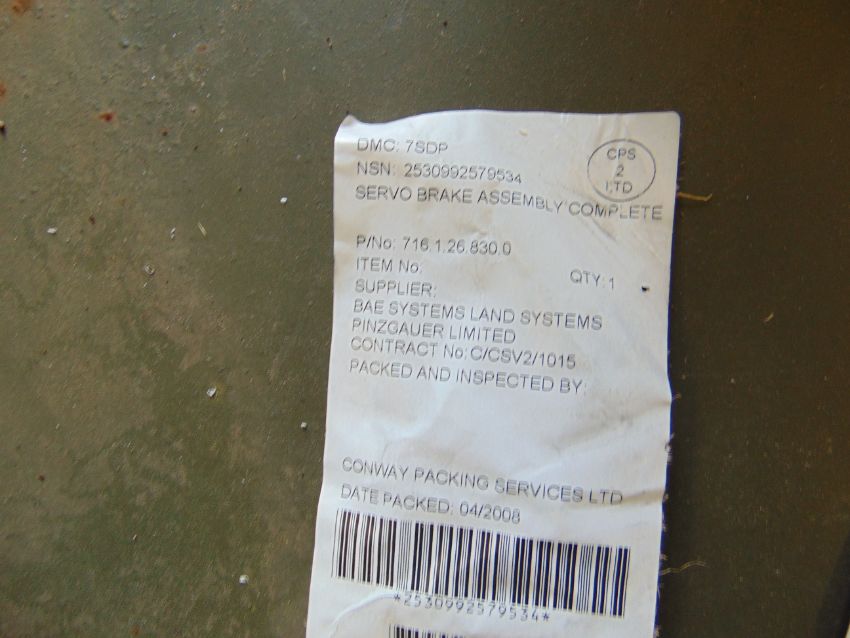 DMC: 7SDP
NSN: 2530992579534
SERVO BRAKE ASSEMBLY COMPLETE
CPS
2
LTD
P/No: 716.1.26.830.0
ITEM No:
QTY: 1
SUPPLIER:
BAE SYSTEMS LAND SYSTEMS
PINZGAUER LIMITED
CONTRACT No: C/CSV2/1015
PACKED AND INSPECTED BY:
CONWAY PACKING SERVICES LTD
DATE PACKED: 04/2008
*2530992579534*